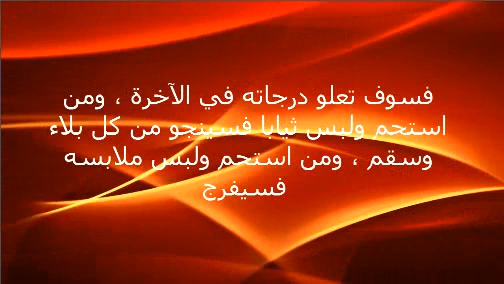 فسوف تعلو درجاته في الآخرة ، ومن
استحم ولبس ثيابا فسينجو من كل بلاء
وسقم ، ومن استحم ولبس ملابسه
فسيفرج